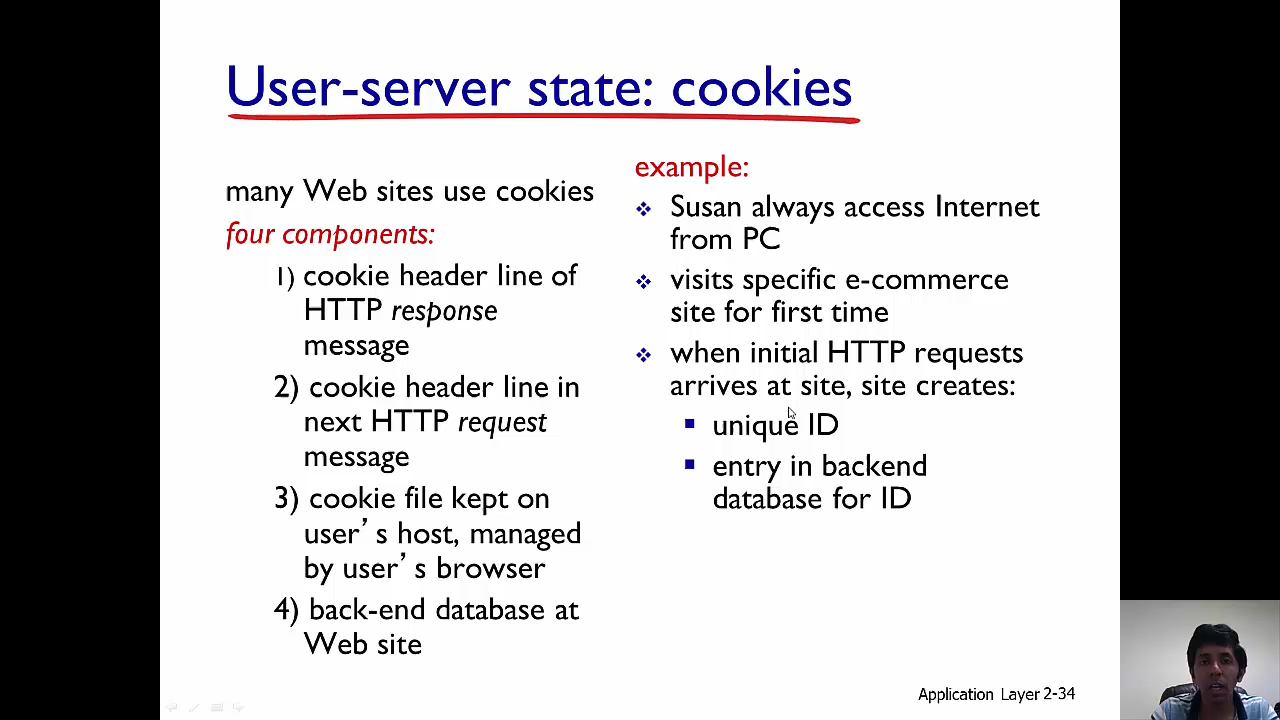 User-server state: cookies
many Web sites use cookies
four components:
1) cookie header line of
HTTP response
message
2) cookie header line in
next HTTP request
message
3) cookie file kept on
user’s host, managed
by user’s browser
4) back-end database at
Web site
example:
Susan always access Internet
from PC
visits specific e-commerce
site for first time
when initial HTTP requests
arrives at site, site creates:
unique ID
entry in backend
database for ID
Application Layer 2-34